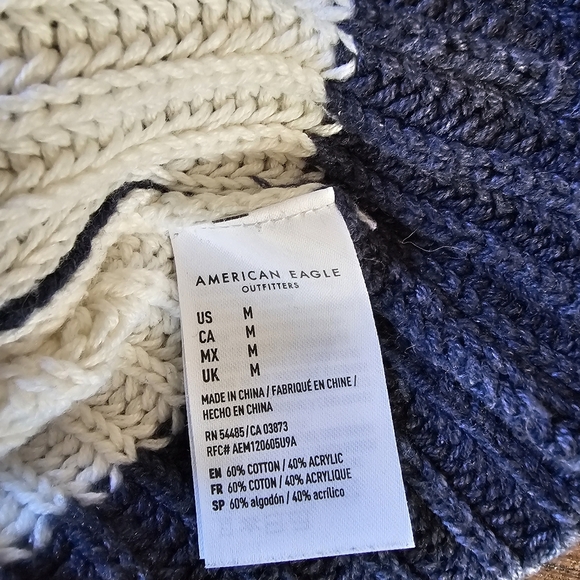 AMERICAN EAGLE
OUTFITTERS
US M
CA M
MX M
UK M
MADE IN CHINA / FABRIQUÉ EN CHINE /
HECHO EN CHINA
RN 54485 / CA 03873
RFC# AEM120605U9A
EN 60% COTTON / 40% ACRYLIC
FR 60% COTON / 40% ACRYLIQUE
SP 60% algodón / 40% acrílico